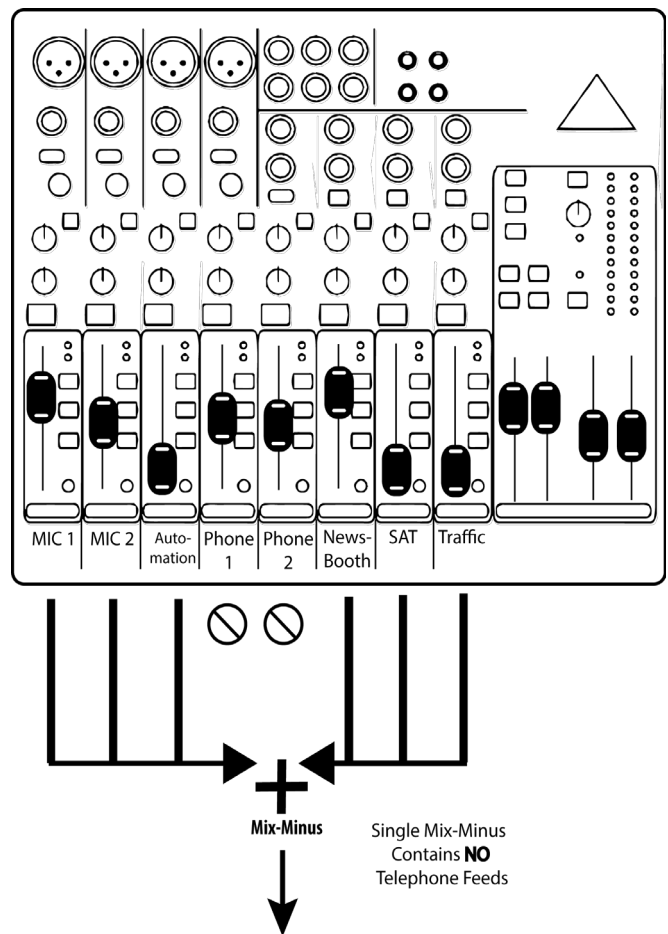 MIC 1
MIC 2
Auto-
mation
Phone
1
Phone
2
News-
Booth
SAT
Traffic
Mix-Minus
Single Mix-Minus
Contains NO
Telephone Feeds